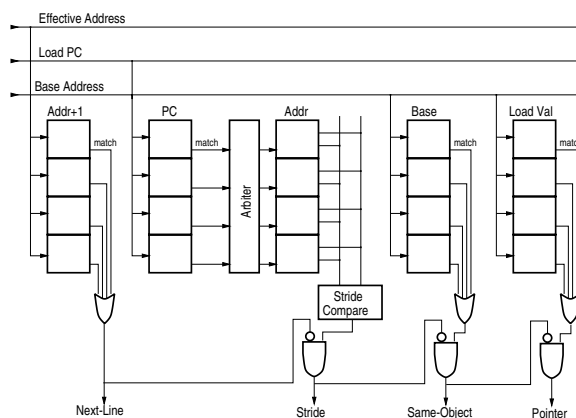 Effective Address
Load PC
Base Address
Addr+1
PC
Addr
Base
Load Val
match
match
match
match
Arbiter
Stride
Compare
Next-Line
Stride
Same-Object
Pointer